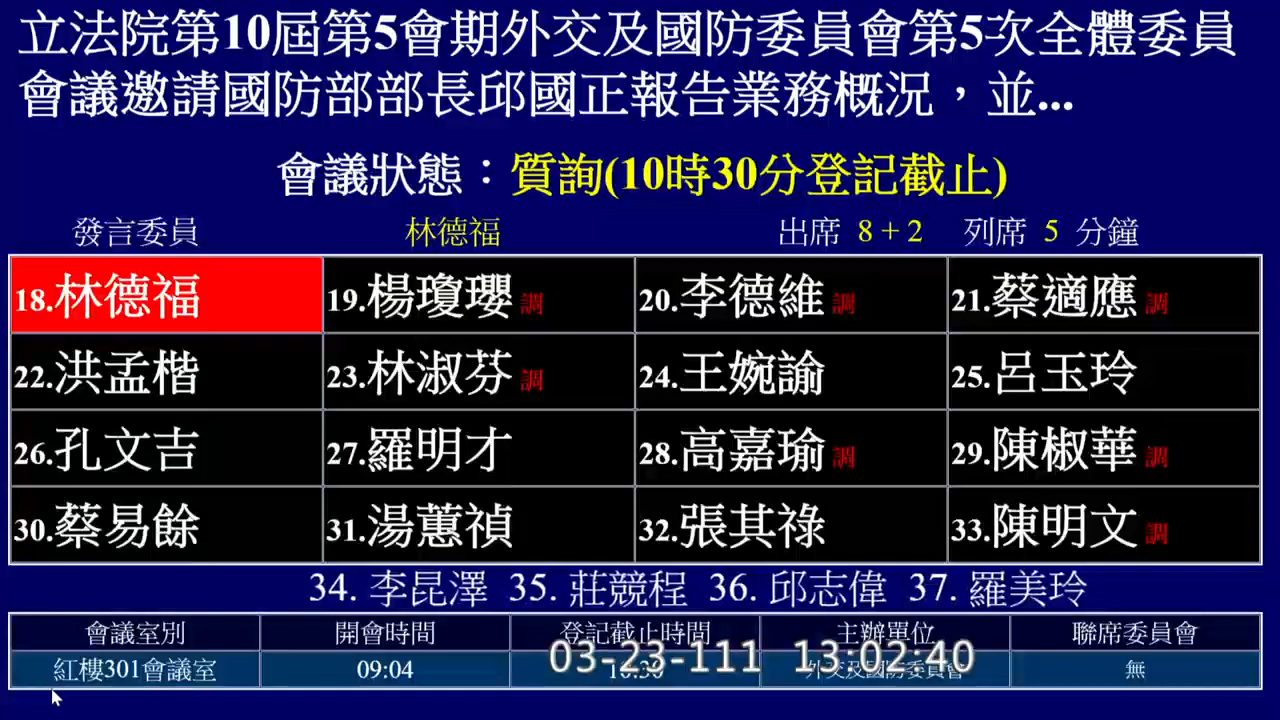 立法院第10屆第5會期外交及國防委員會第5次全體委員
會議邀請國防部部長邱國正報告業務概況，並...
會議狀態：質詢(10時30分登記截止)
發言委員 林德福 出席 8 + 2 列席 5 分鐘
18.林德福 19.楊瓊瓔 調 20.李德維 調 21.蔡適應 調
22.洪孟楷 23.林淑芬 調 24.王婉諭 25.呂玉玲
26.孔文吉 27.羅明才 28.高嘉瑜 調 29.陳椒華 調
30.蔡易餘 31.湯蕙禎 32.張其祿 33.陳明文 調
34. 李昆澤 35. 莊競程 36. 邱志偉 37. 羅美玲
會議室別 開會時間 登記截止時間 主辦單位 聯席委員會
03-23-111 13:02:40
紅樓301會議室 09:04 10:30 外交及國防委員會 無